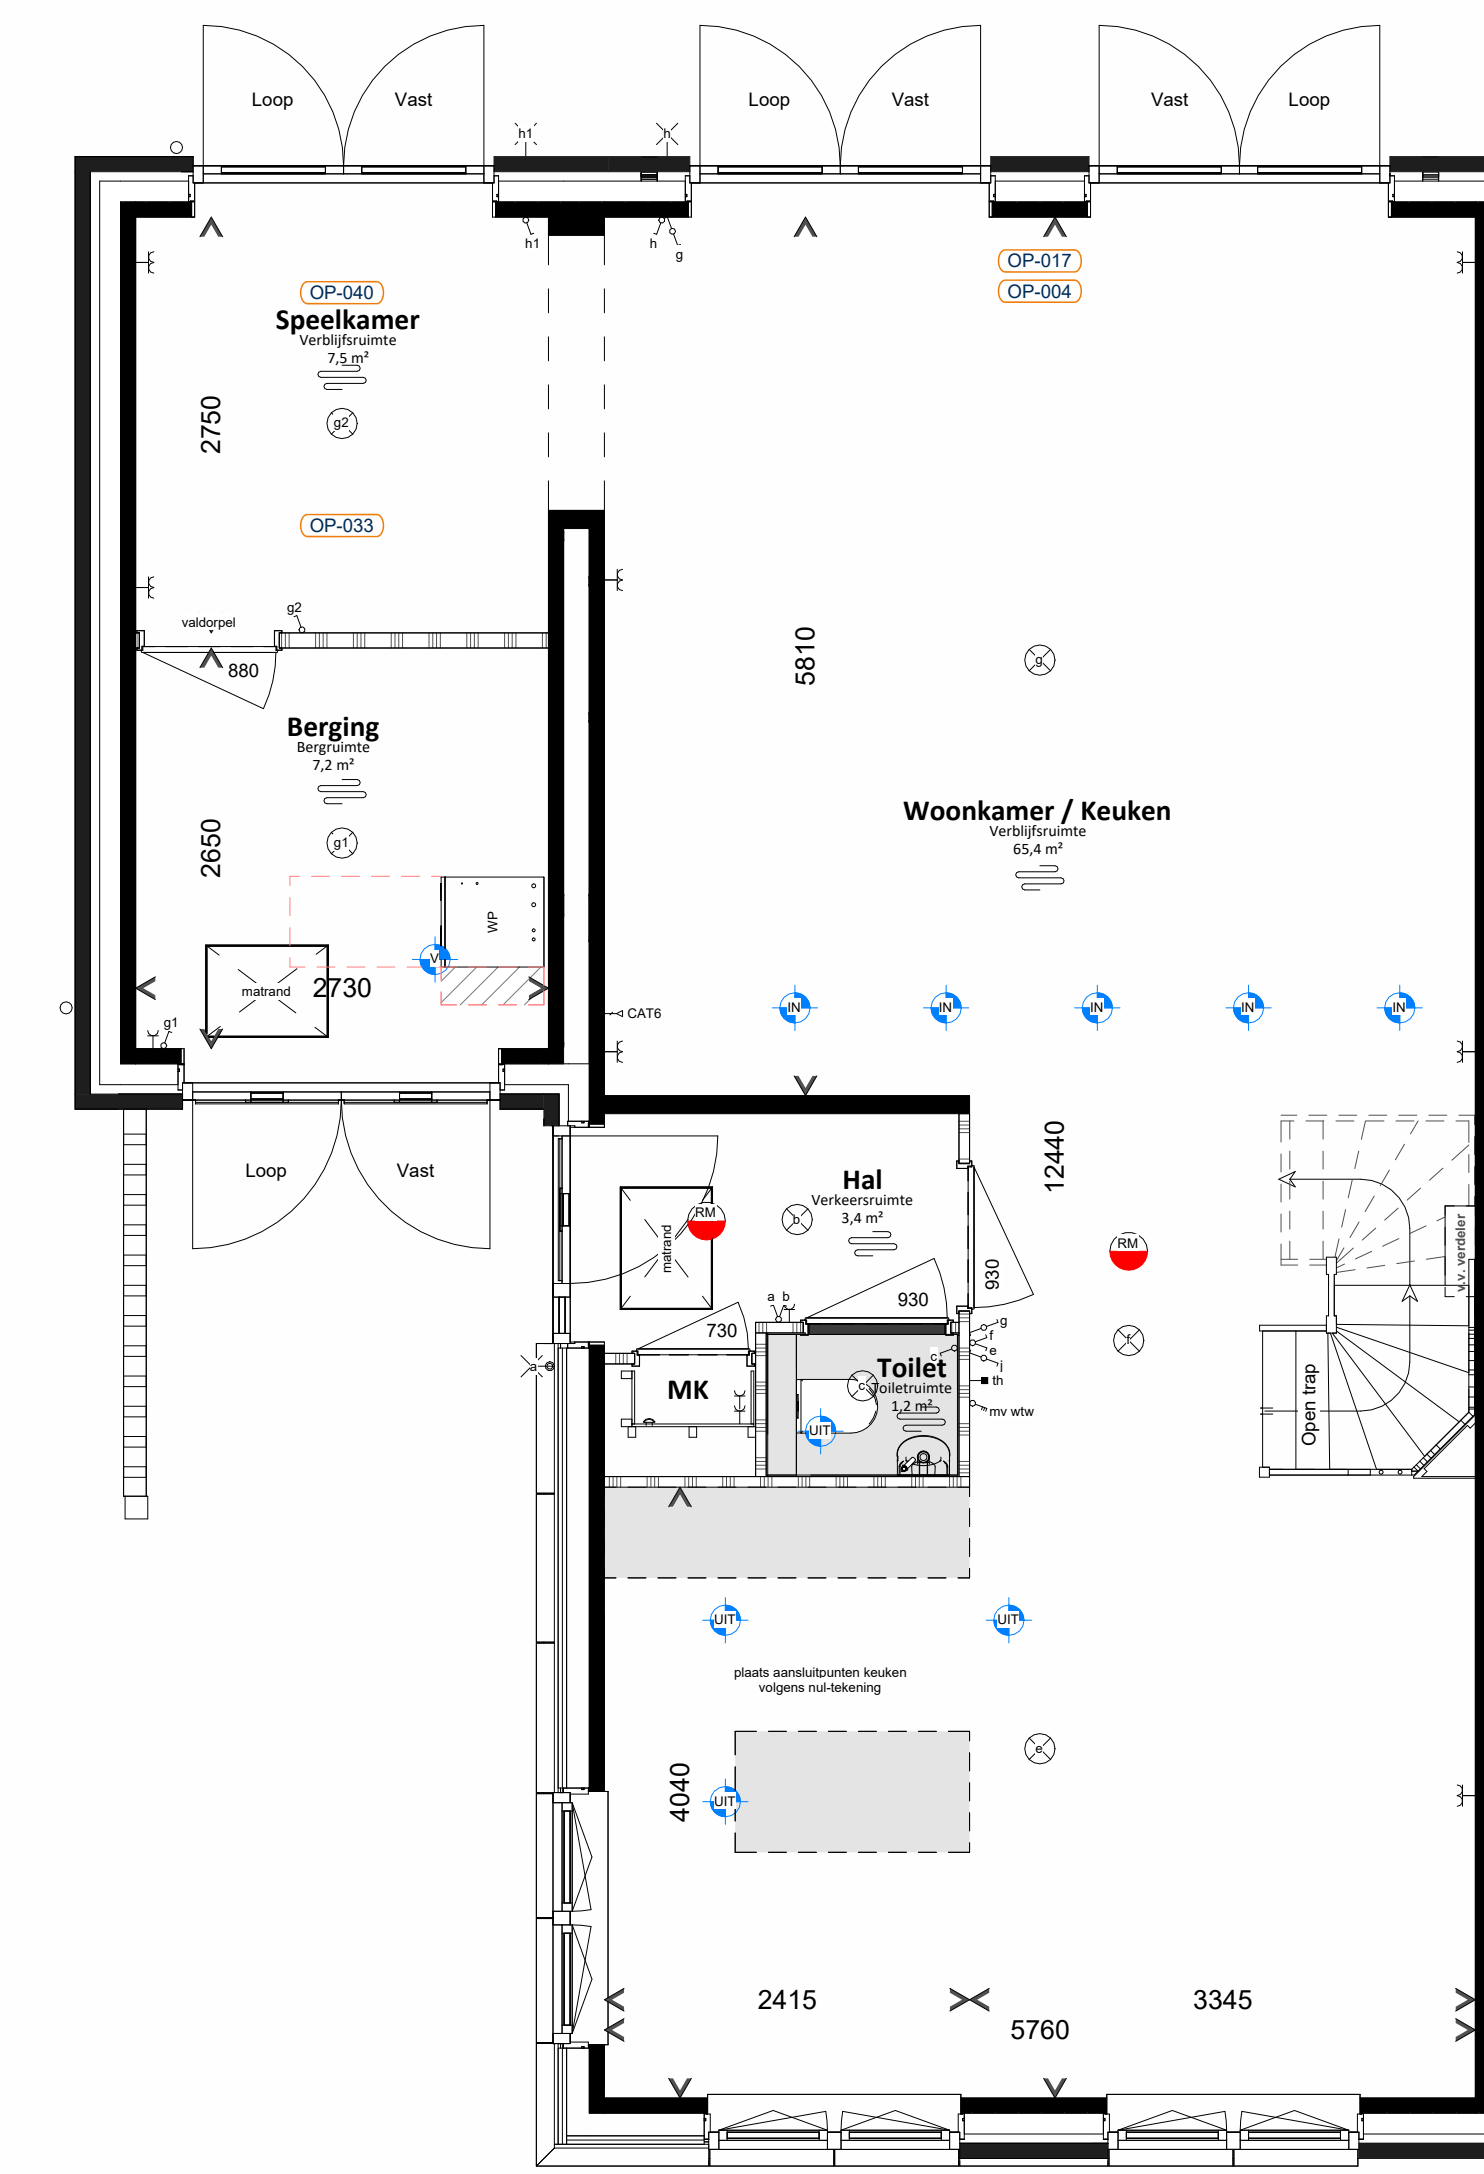 Loop
Vast
Loop
Vast
Vast
Loop
h1
h
h1
h
g
OP-017
OP-004
OP-040
Speelkamer
Verblijfsruimte
7,5 m²
g2
2750
OP-033
valdorpel
g2
880
5810
g
Berging
Bergruimte
7,2 m²
g1
2650
WP
V
matrand
2730
g1
Woonkamer / Keuken
Verblijfsruimte
65,4 m²
IN
IN
IN
IN
IN
CAT6
Loop
Vast
Hal
Verkeersruimte
3,4 m²
b
RM
matrand
12440
RM
930
930
730
a b
g
f
e
j
c
th
mv wtw
f
v.v. verdeler
Open trap
a
MK
Toilet
Toiletruimte
1,2 m²
c
UIT
UIT
UIT
plaats aansluitpunten keuken
volgens nul-tekening
e
4040
UIT
2415
3345
5760